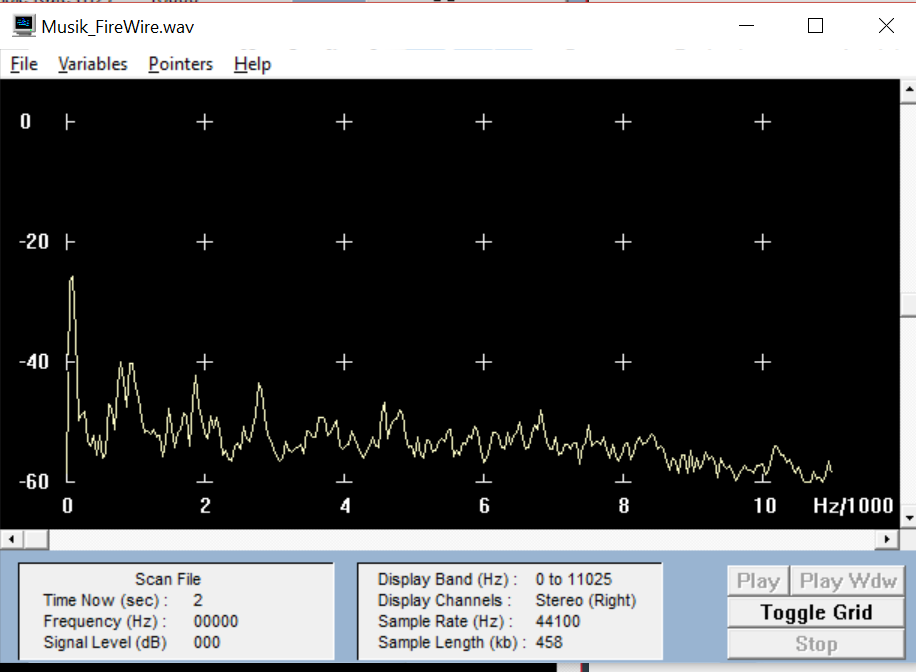 Musik_FireWire.wav
File Variables Pointers Help
0
-20
-40
-60
0 2 4 6 8 10 Hz/1000
Scan File
Time Now (sec) : 2
Frequency (Hz) : 00000
Signal Level (dB) 000
Display Band (Hz) : 0 to 11025
Display Channels : Stereo (Right)
Sample Rate (Hz) : 44100
Sample Length (kb) : 458
Play Play Wdw
Toggle Grid
Stop